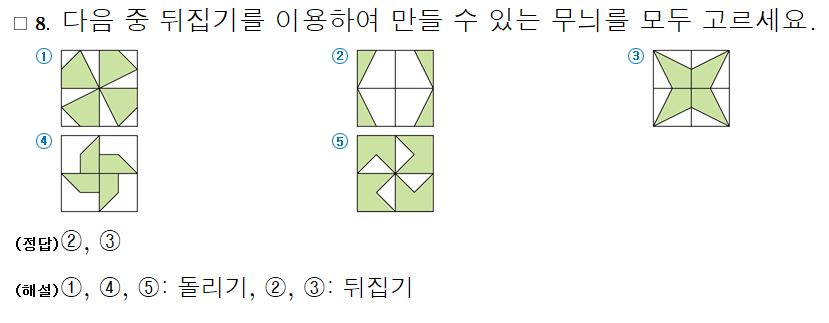 □ 8. 다음 중 뒤집기를 이용하여 만들 수 있는 무늬를 모두 고르세요.
① ② ③
④ ⑤
(정답)②, ③
(해설)①, ④, ⑤: 돌리기, ②, ③: 뒤집기